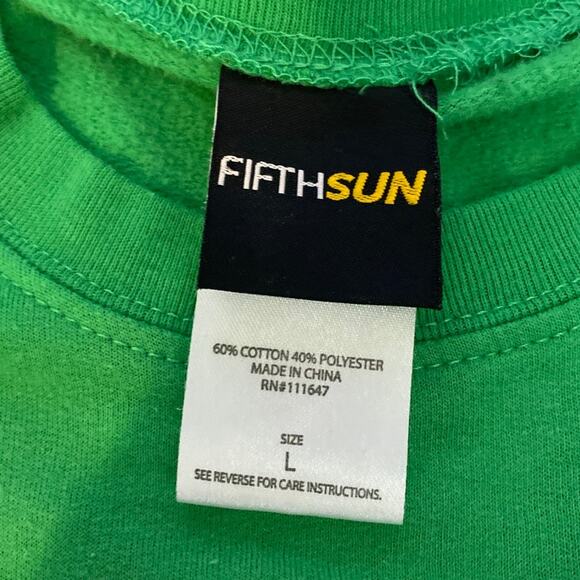 FIFTHSUN
60% COTTON 40% POLYESTER
MADE IN CHINA
RN#111647
SIZE
L
SEE REVERSE FOR CARE INSTRUCTIONS.